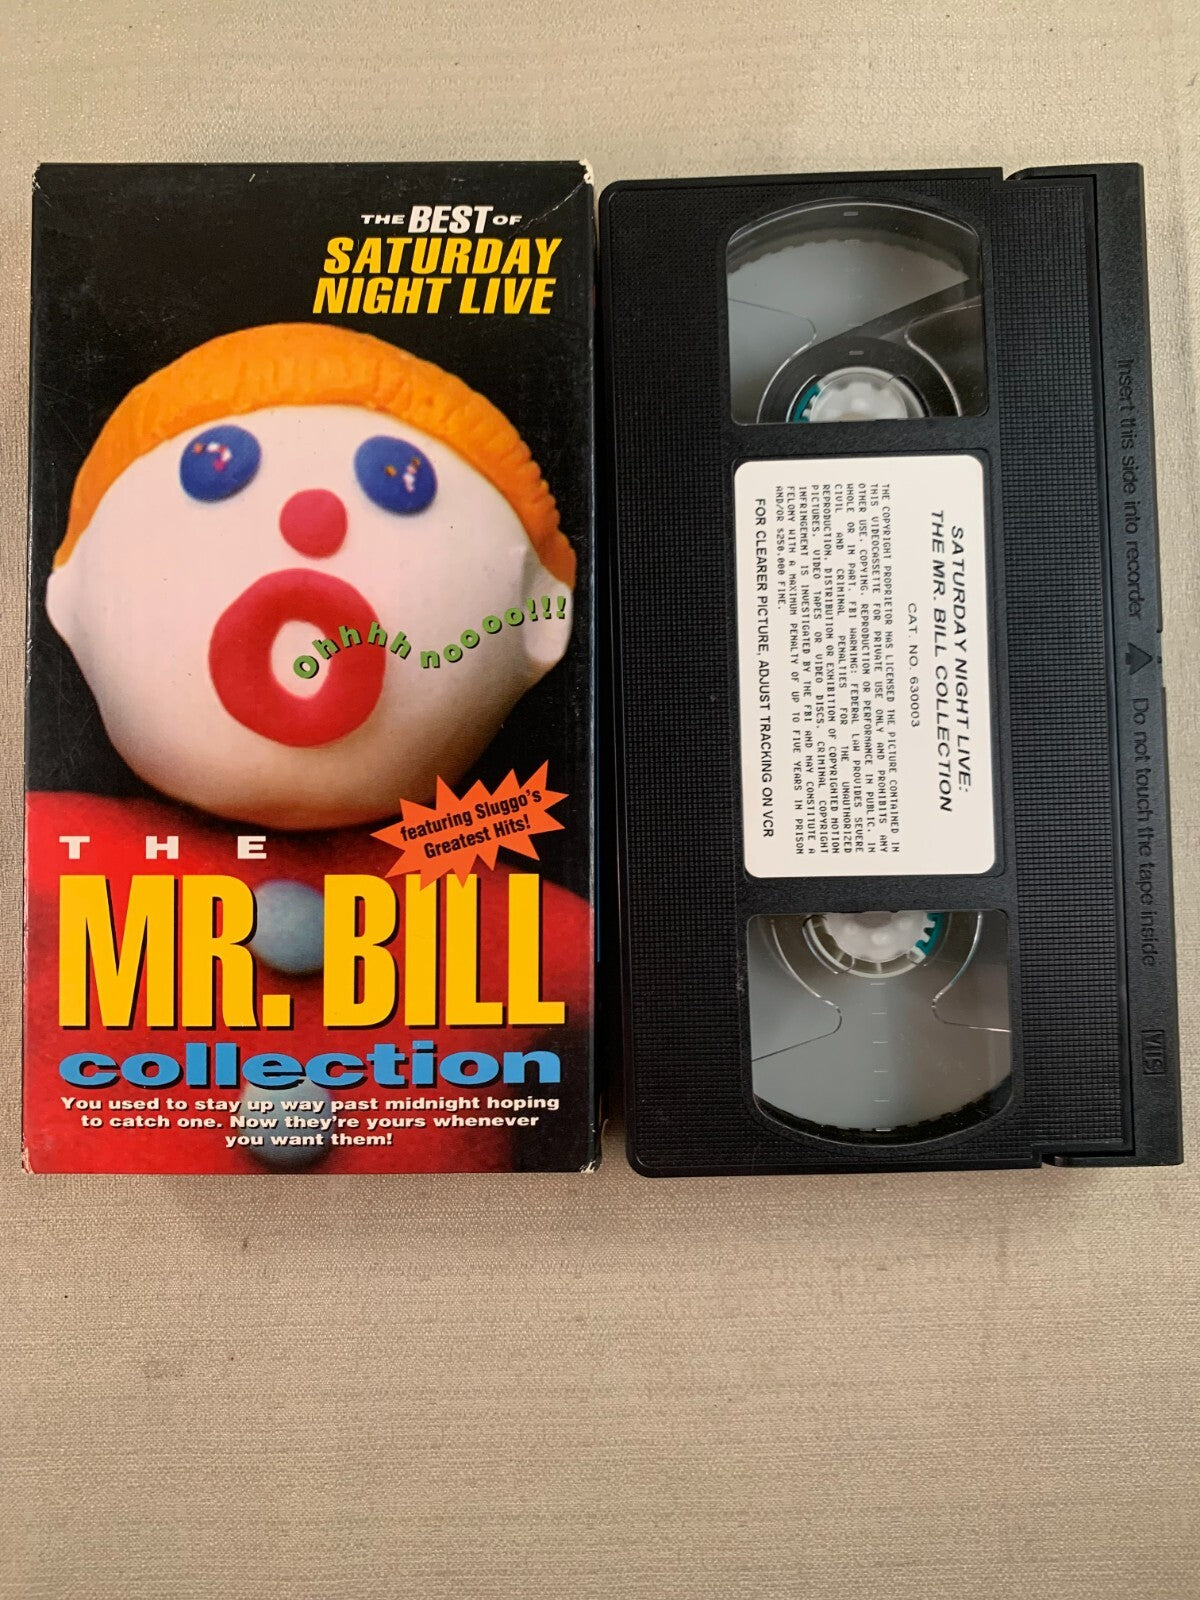 THE BEST OF
SATURDAY
NIGHT LIVE
Ohhhhh noooo!!!
featuring Sluggo's
Greatest Hits!
THE
MR. BILL
collection
You used to stay up way past midnight hoping
to catch one. Now they're yours whenever
you want them!
SATURDAY NIGHT LIVE:
THE MR. BILL COLLECTION
CAT. NO. 630003
THE COPYRIGHT PROPRIETOR HAS LICENSED THE PICTURE CONTAINED IN
THIS VIDEOCASSETTE FOR PRIVATE USE ONLY AND PROHIBITS ANY
OTHER USE, COPYING, REPRODUCTION OR PERFORMANCE IN PUBLIC, IN
WHOLE OR IN PART. FBI WARNING: FEDERAL LAW PROVIDES SEVERE
CIVIL AND CRIMINAL PENALTIES FOR THE UNAUTHORIZED
REPRODUCTION, DISTRIBUTION OR EXHIBITION OF COPYRIGHTED MOTION
PICTURES, VIDEO TAPES OR VIDEO DISCS. CRIMINAL COPYRIGHT
INFRINGEMENT IS INVESTIGATED BY THE FBI AND MAY CONSTITUTE A
FELONY WITH A MAXIMUM PENALTY OF UP TO FIVE YEARS IN PRISON
AND/OR $250,000 FINE.
FOR CLEARER PICTURE, ADJUST TRACKING ON VCR
Insert this side into recorder ▲ Do not touch the tape inside
VHS